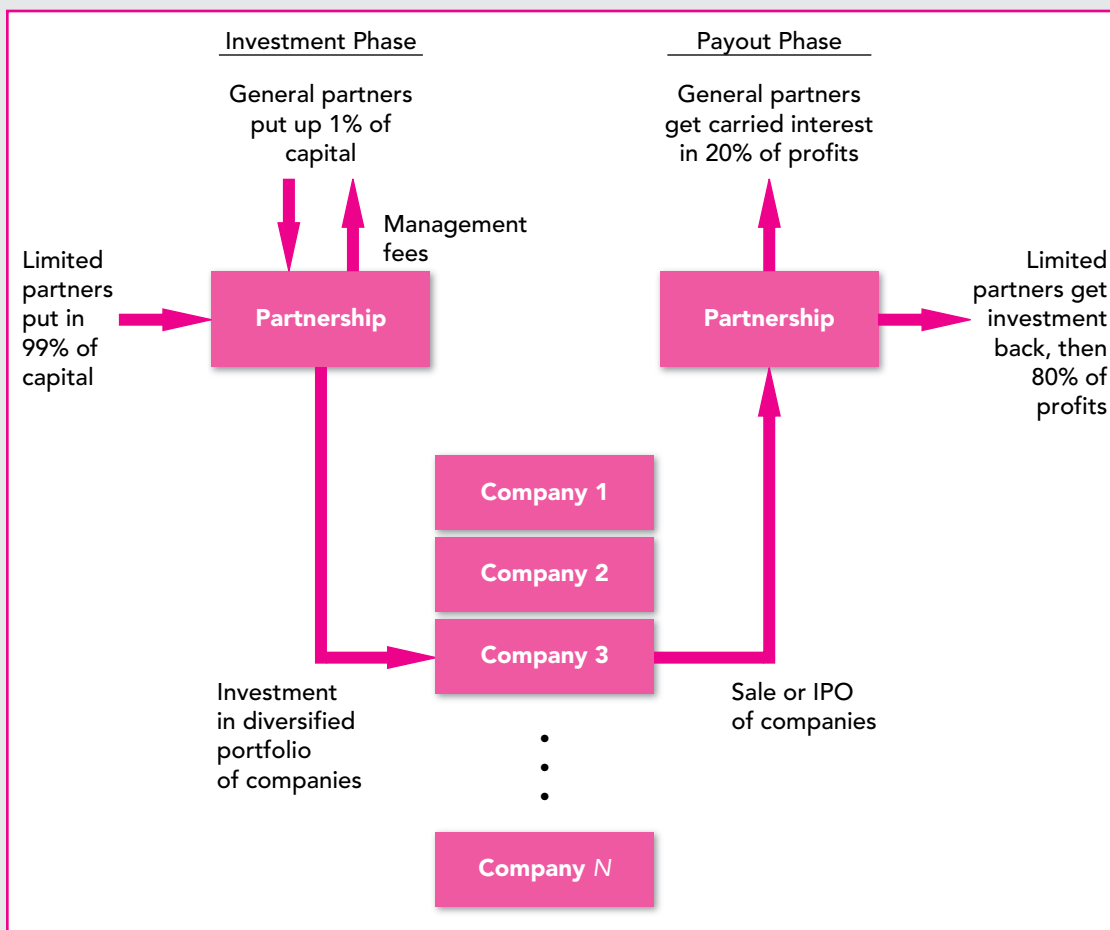 Investment Phase
General partners
put up 1% of
capital
Management
fees
Limited
partners
put in
99% of
capital
Partnership
Investment
in diversified
portfolio
of companies
Company 1
Company 2
Company 3
Company N
Payout Phase
General partners
get carried interest
in 20% of profits
Partnership
Limited
partners get
investment
back, then
80% of
profits
Sale or IPO
of companies